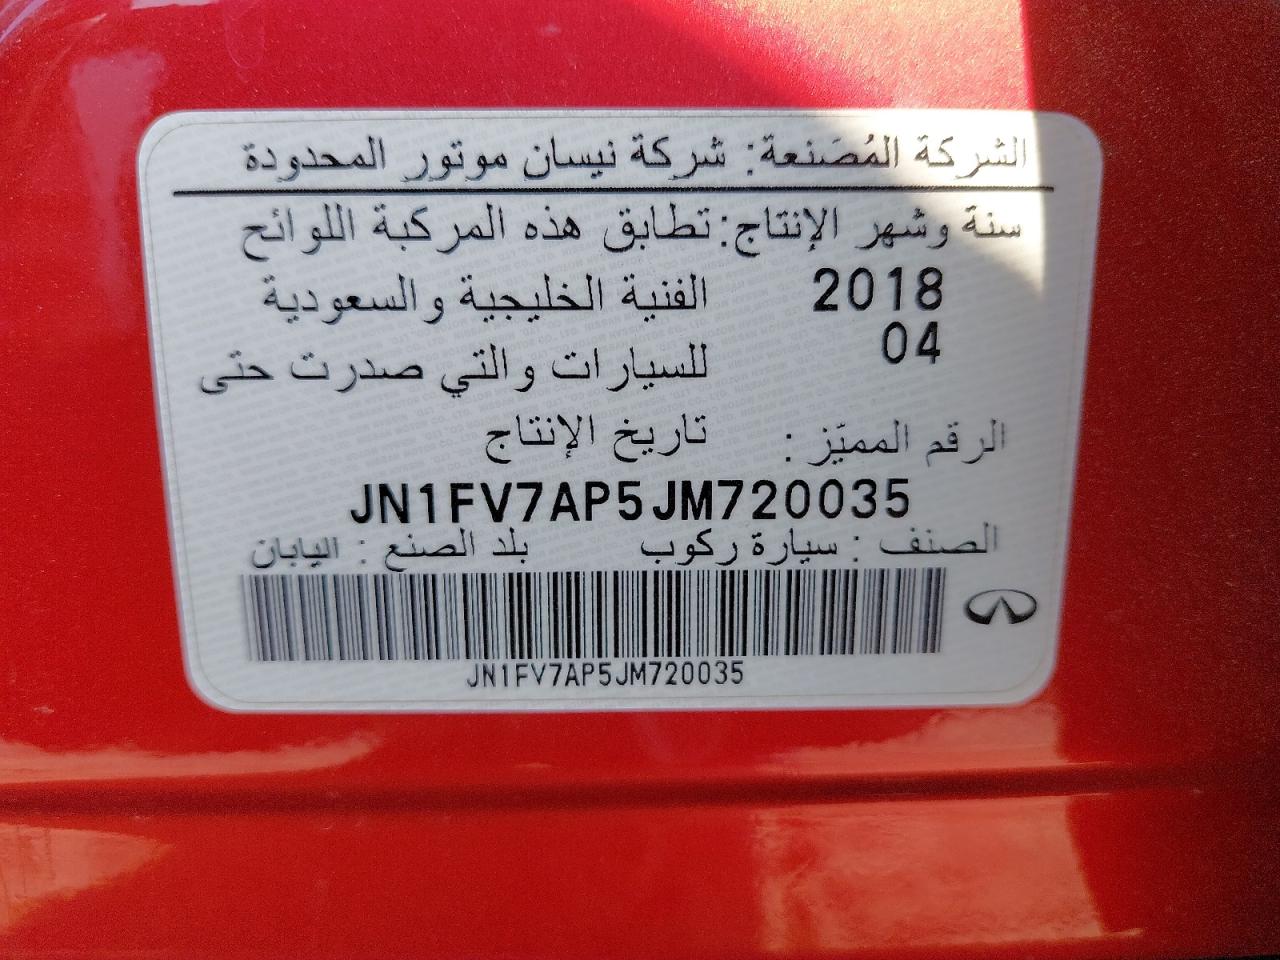 الشركة المُصَنعة: شركة نيسان موتور المحدودة
سنة وشهر الإنتاج: تطابق هذه المركبة اللوائح
2018 الفنية الخليجية والسعودية
04 للسيارات والتي صدرت حتى
الرقم المميّز : تاريخ الإنتاج
JN1FV7AP5JM720035
الصنف : سيارة ركوب بلد الصنع : اليابان
JN1FV7AP5JM720035